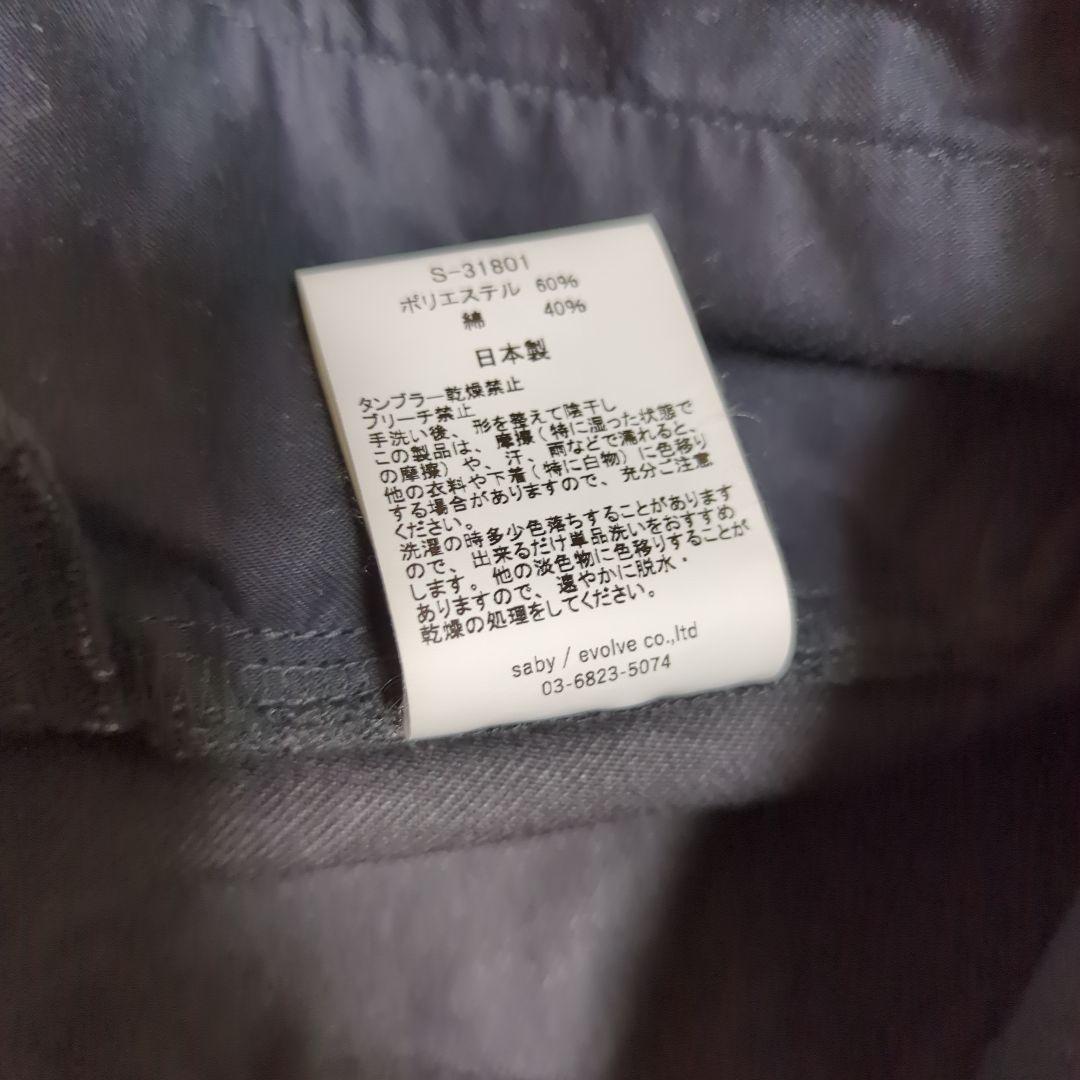 S-31801
ポリエステル 60%
綿 40%
日本製
タンブラー乾燥禁止
ブリーチ禁止
手洗い後、形を整えて陰干し
この製品は、摩擦(特に湿った状態で
の摩擦)や、汗、雨などで濡れると、
他の衣料や下着(特に白物)に色移り
する場合がありますので、充分ご注意
ください。
洗濯の時多少色落ちすることがあります
ので、出来るだけ単品洗いをおすすめ
します。他の淡色物に色移りすることが
ありますので、速やかに脱水・
乾燥の処理をしてください。
saby / evolve co.,ltd
03-6823-5074